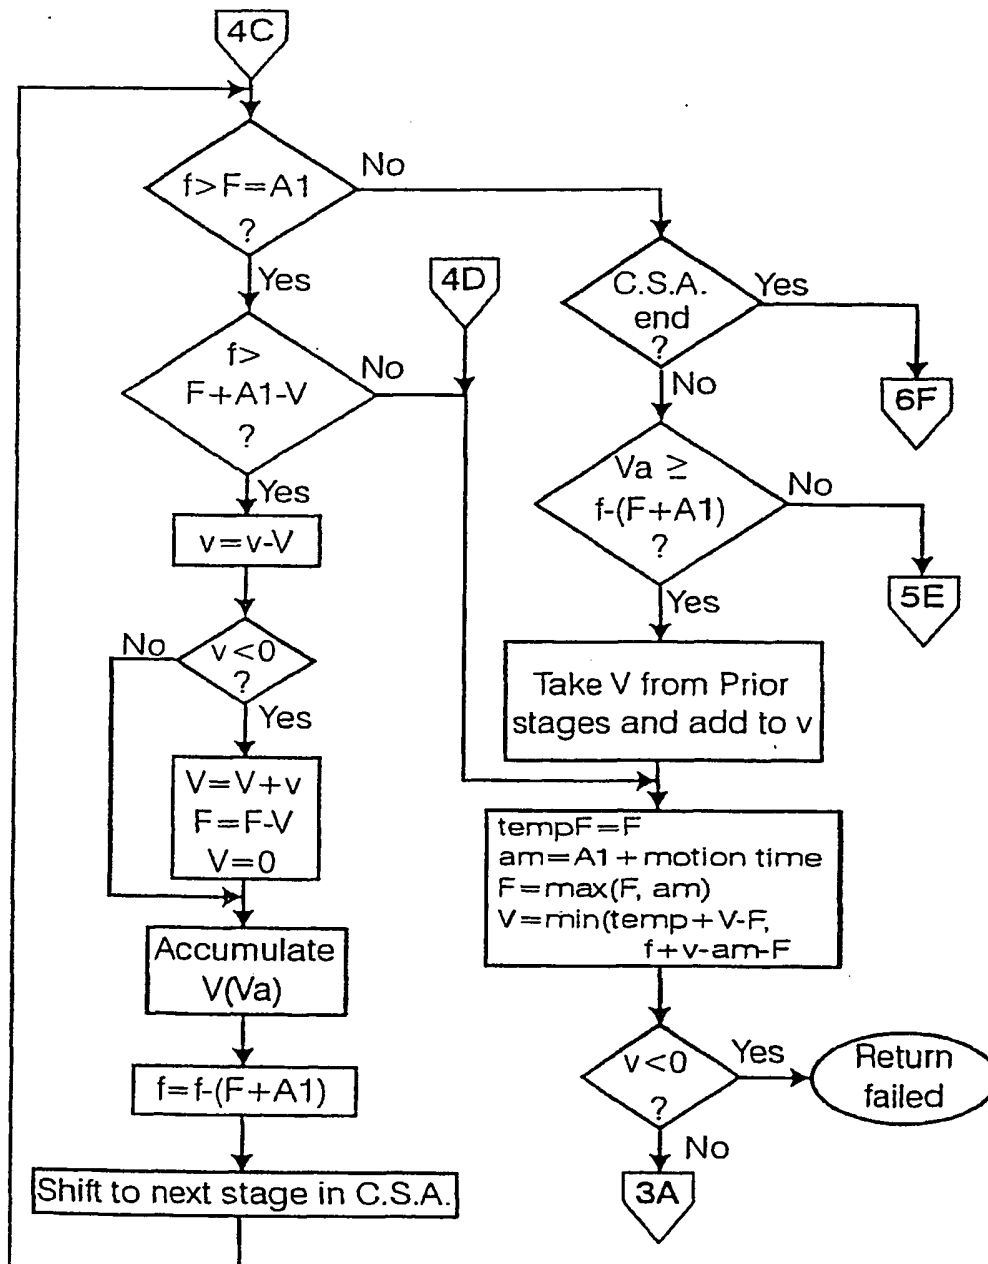 4C
f>F=A1
?
No
Yes
4D
C.S.A.
end
?
Yes
6F
No
f>
F+A1-V
?
No
Yes
Va ≥
f-(F+A1)
?
No
5E
Yes
v=v-V
v<0
?
No
Yes
Take V from Prior
stages and add to v
V=V+v
F=F-V
V=0
tempF=F
am=A1+motion time
F=max(F, am)
V=min(temp+V-F,
f+v-am-F
Accumulate
V(Va)
f=f-(F+A1)
v<0
?
Yes
Return
failed
No
3A
Shift to next stage in C.S.A.